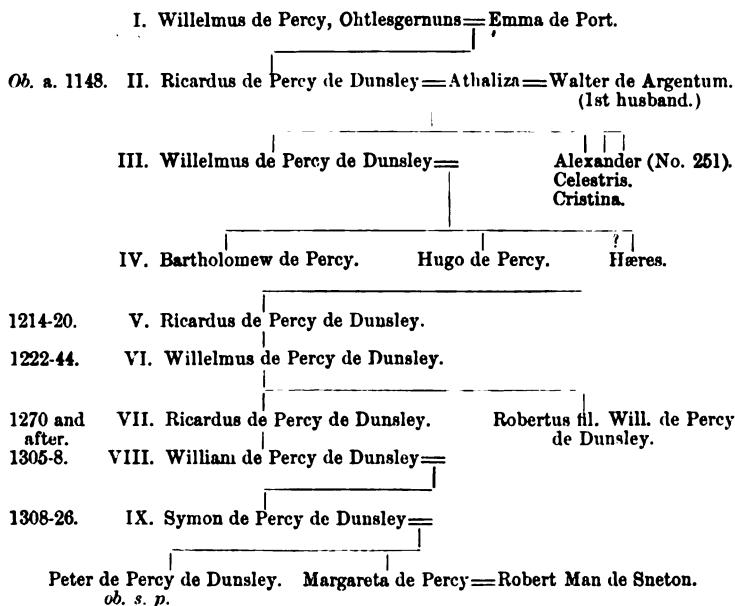 I. Willelmus de Percy, Ohtlesgernuns=Emma de Port.
Ob. a. 1148. II. Ricardus de Percy de Dunsley=Athaliza=Walter de Argentum.
(1st husband.)
III. Willelmus de Percy de Dunsley= Alexander (No. 251).
Celestris.
Cristina.
?
IV. Bartholomew de Percy. Hugo de Percy. Hæres.
1214-20. V. Ricardus de Percy de Dunsley.
1222-44. VI. Willelmus de Percy de Dunsley.
1270 and VII. Ricardus de Percy de Dunsley. Robertus fil. Will. de Percy
after. de Dunsley.
1305-8. VIII. William de Percy de Dunsley=
1308-26. IX. Symon de Percy de Dunsley=
Peter de Percy de Dunsley. Margareta de Percy=Robert Man de Sneton.
ob. s. p.